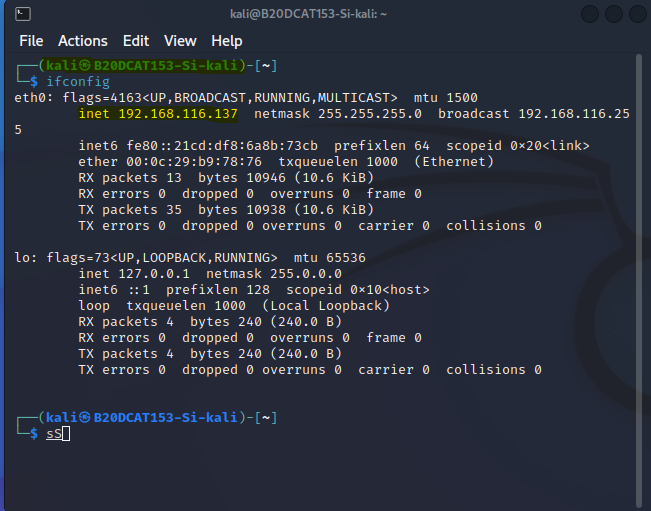 kali@B20DCAT153-Si-kali: ~
File Actions Edit View Help
┌──(kali㉿B20DCAT153-Si-kali)-[~]
└─$ ifconfig
eth0: flags=4163<UP,BROADCAST,RUNNING,MULTICAST>  mtu 1500
        inet 192.168.116.137  netmask 255.255.255.0  broadcast 192.168.116.25
5
        inet6 fe80::21cd:df8:6a8b:73cb  prefixlen 64  scopeid 0×20<link>
        ether 00:0c:29:b9:78:76  txqueuelen 1000  (Ethernet)
        RX packets 13  bytes 10946 (10.6 KiB)
        RX errors 0  dropped 0  overruns 0  frame 0
        TX packets 35  bytes 10938 (10.6 KiB)
        TX errors 0  dropped 0 overruns 0  carrier 0  collisions 0
lo: flags=73<UP,LOOPBACK,RUNNING>  mtu 65536
        inet 127.0.0.1  netmask 255.0.0.0
        inet6 ::1  prefixlen 128  scopeid 0×10<host>
        loop  txqueuelen 1000  (Local Loopback)
        RX packets 4  bytes 240 (240.0 B)
        RX errors 0  dropped 0  overruns 0  frame 0
        TX packets 4  bytes 240 (240.0 B)
        TX errors 0  dropped 0 overruns 0  carrier 0  collisions 0
┌──(kali㉿B20DCAT153-Si-kali)-[~]
└─$ sS